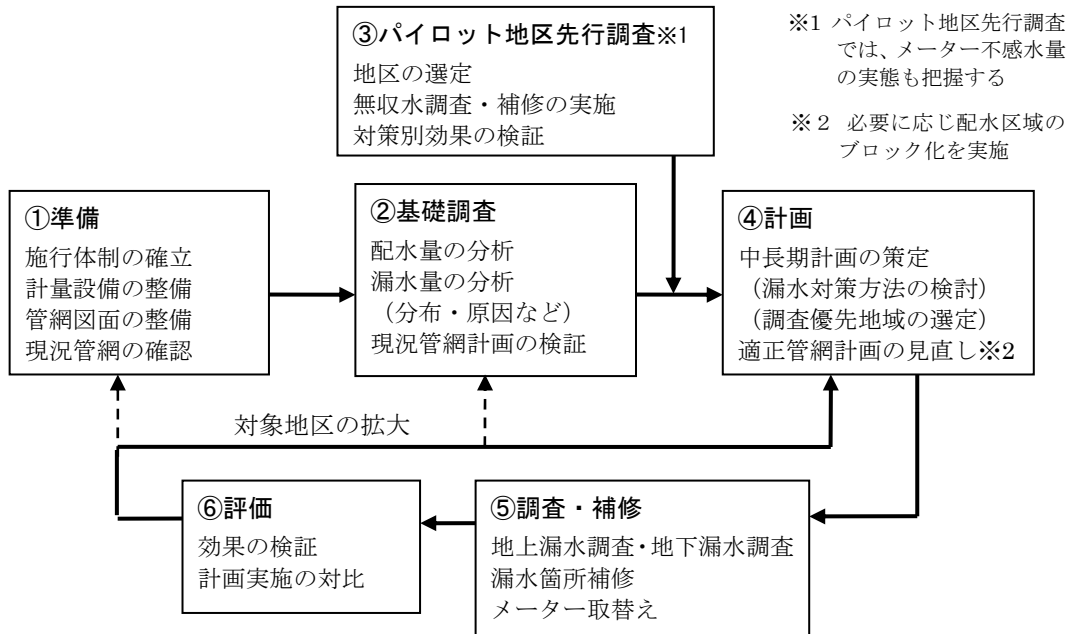 ③パイロット地区先行調査※1
地区の選定
無収水調査・補修の実施
対策別効果の検証
※1 パイロット地区先行調査
では、メーター不感水量
の実態も把握する
※２ 必要に応じ配水区域の
ブロック化を実施
①準備
施行体制の確立
計量設備の整備
管網図面の整備
現況管網の確認
②基礎調査
配水量の分析
漏水量の分析
（分布・原因など）
現況管網計画の検証
④計画
中長期計画の策定
（漏水対策方法の検討）
（調査優先地域の選定）
適正管網計画の見直し※2
対象地区の拡大
⑥評価
効果の検証
計画実施の対比
⑤調査・補修
地上漏水調査・地下漏水調査
漏水箇所補修
メーター取替え